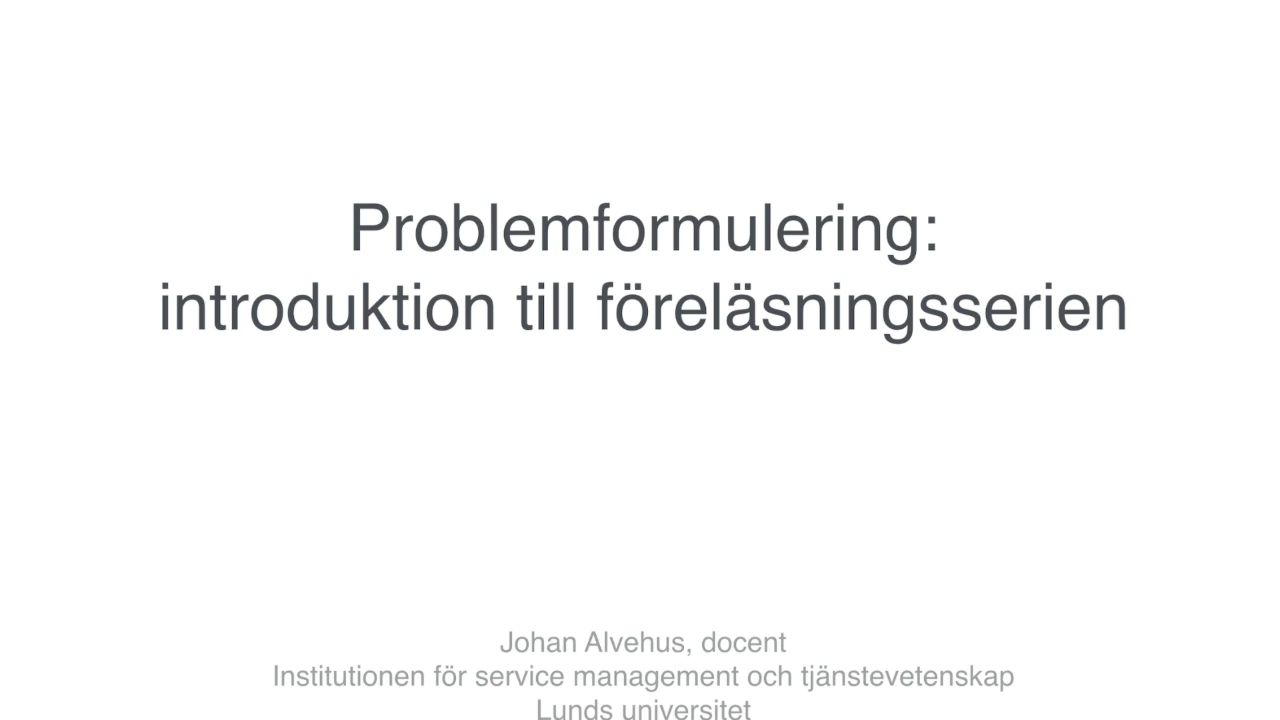 Problemformulering:
introduktion till föreläsningsserien
Johan Alvehus, docent
Institutionen för service management och tjänstevetenskap
Lunds universitet